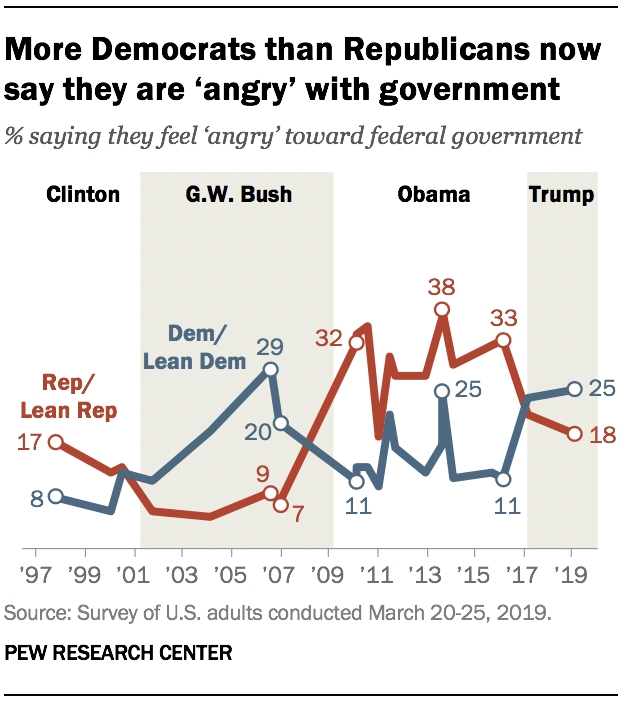 More Democrats than Republicans now
say they are ‘angry’ with government
% saying they feel ‘angry’ toward federal government
Clinton G.W. Bush Obama Trump
38
33
32
Dem/
Lean Dem
29
Rep/
Lean Rep
25
25
20
17
18
9
8
7
11
11
’97 ’99 ’01 ’03 ’05 ’07 ’09 ’11 ’13 ’15 ’17 ’19
Source: Survey of U.S. adults conducted March 20-25, 2019.
PEW RESEARCH CENTER